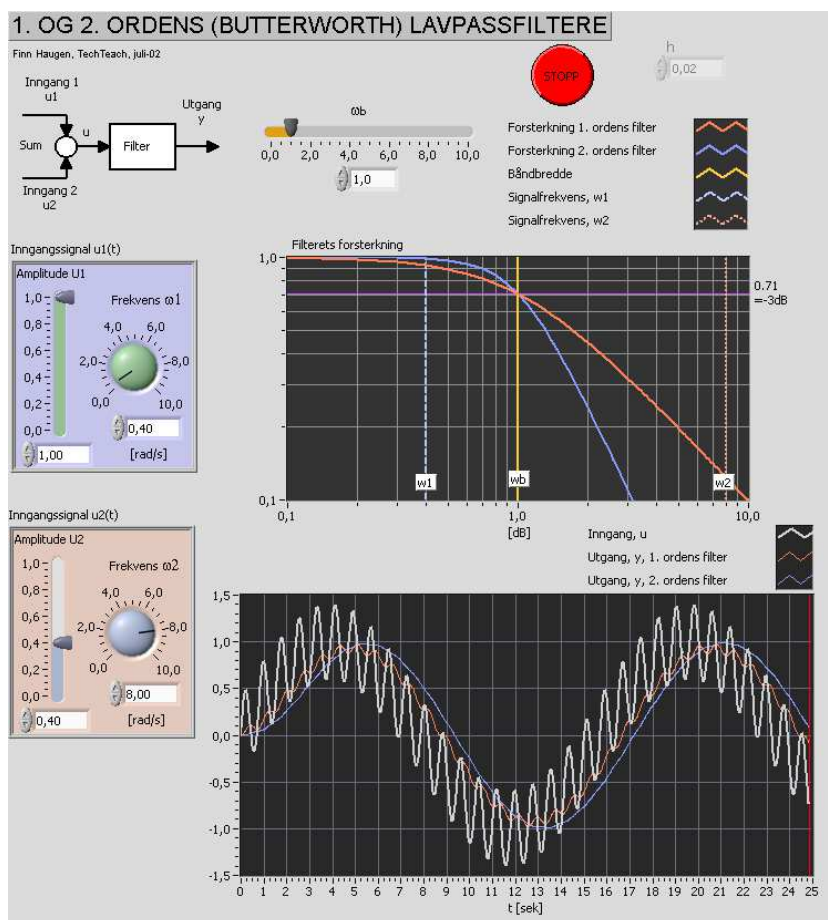 1. OG 2. ORDENS (BUTTERWORTH) LAVPASSFILTERE
Finn Haugen, TechTeach, juli-02
Inngang 1
u1
Sum
u
Filter
Utgang
y
Inngang 2
u2
ωb
0,0 2,0 4,0 6,0 8,0 10,0
1,0
STOPP
h
0,02
Forsterkning 1. ordens filter
Forsterkning 2. ordens filter
Båndbredde
Signalfrekvens, w1
Signalfrekvens, w2
Inngangssignal u1(t)
Amplitude U1
1,0
0,8
0,6
0,4
0,2
0,0
1,00
Frekvens ω1
0,0 2,0 4,0 6,0 8,0 10,0
0,40
[rad/s]
Filterets forsterkning
1,0
0,1
0.71
=-3dB
w1
wb
w2
0,1 1,0 10,0
[dB]
Inngangssignal u2(t)
Amplitude U2
1,0
0,8
0,6
0,4
0,2
0,0
0,40
Frekvens ω2
0,0 2,0 4,0 6,0 8,0 10,0
8,00
[rad/s]
Inngang, u
Utgang, y, 1. ordens filter
Utgang, y, 2. ordens filter
1,5
1,0
0,5
0,0
-0,5
-1,0
-1,5
0 1 2 3 4 5 6 7 8 9 10 11 12 13 14 15 16 17 18 19 20 21 22 23 24 25
t [sek]